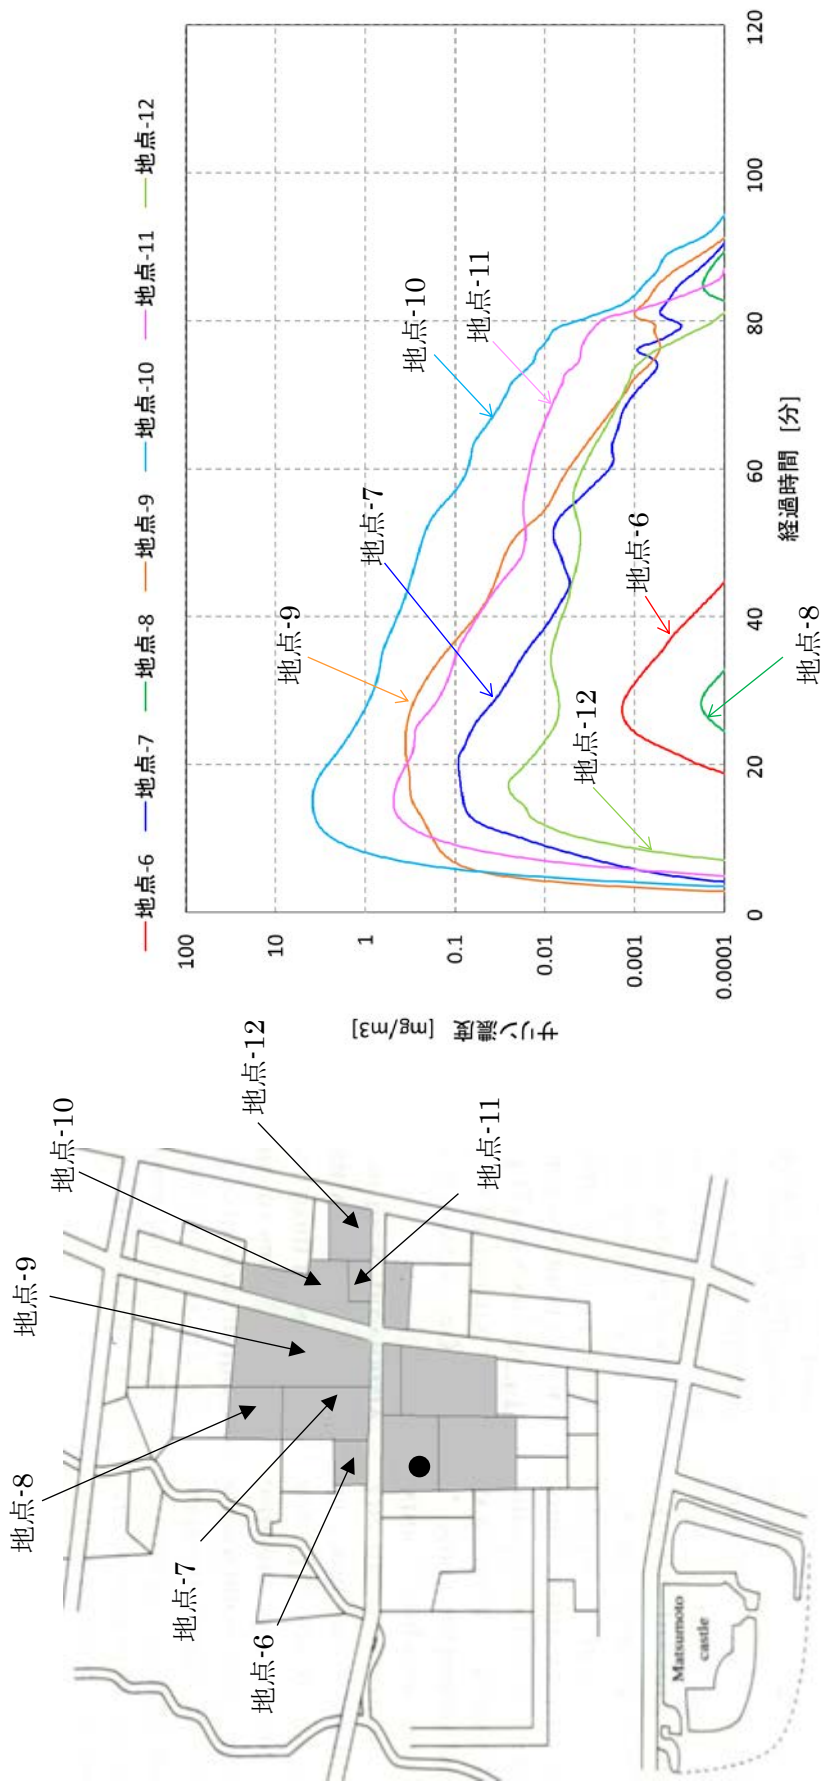 地点-6
地点-7
地点-8
地点-9
地点-10
地点-11
地点-12
Matsumoto
castle
地点-6 地点-7 地点-8 地点-9 地点-10 地点-11 地点-12
サリン濃度 [mg/m3]
100
10
1
0.1
0.01
0.001
0.0001
0 20 40 60 80 100 120
経過時間 [分]
地点-9
地点-7
地点-10
地点-11
地点-12
地点-6
地点-8